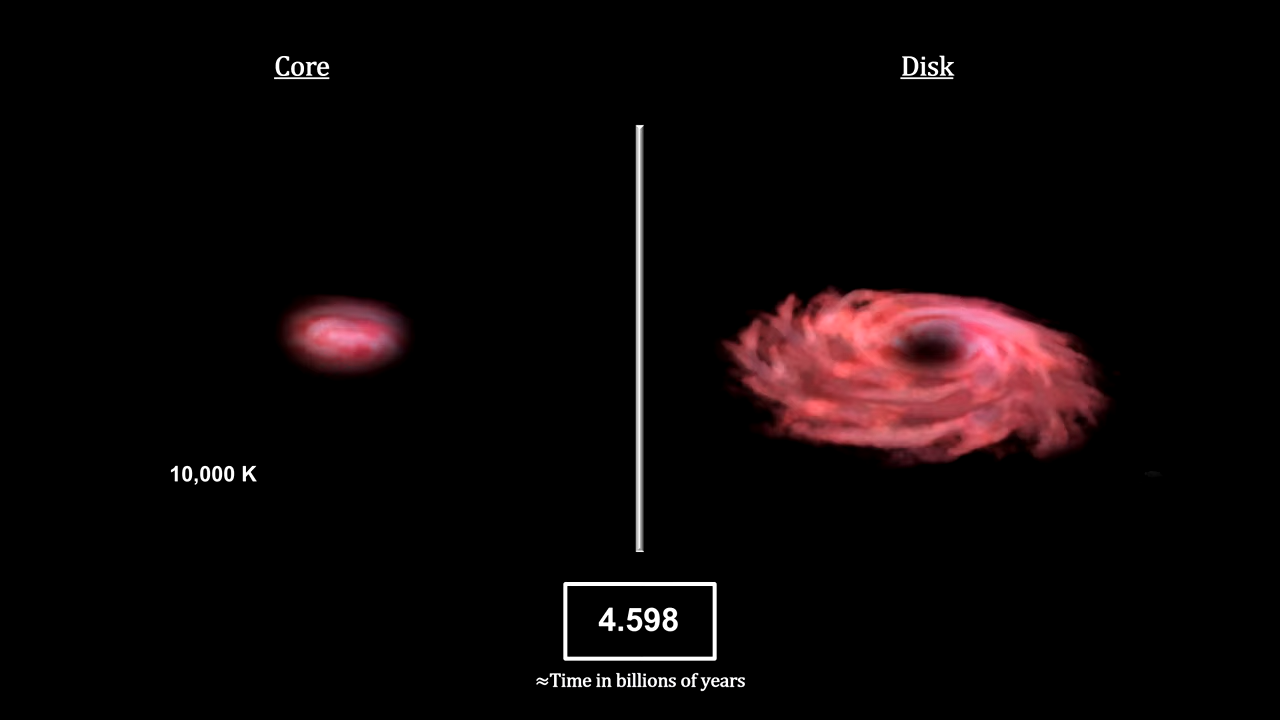 Core
Disk
10,000 K
4.598
≈Time in billions of years